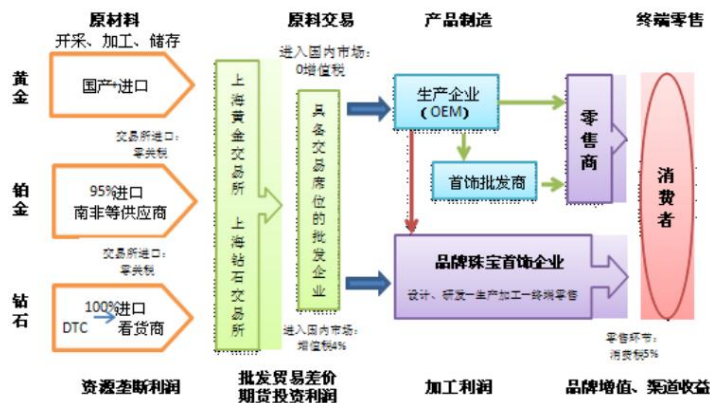 原材料
开采、加工、储存
原料交易
产品制造
终端零售
黄金
国产+进口
交易所进口：
零关税
铂金
95%进口
南非等供应商
交易所进口：
零关税
钻石
100%进口
DTC 看货商
上海黄金交易所 上海钻石交易所
进入国内市场：
0增值税
具备交易席位的批发企业
进入国内市场：
增值税4%
生产企业
（OEM）
首饰批发商
零售商
品牌珠宝首饰企业
设计、研发—生产加工—终端零售
消费者
零售环节：
消费税5%
资源垄断利润
批发贸易差价
期货投资利润
加工利润
品牌增值、渠道收益